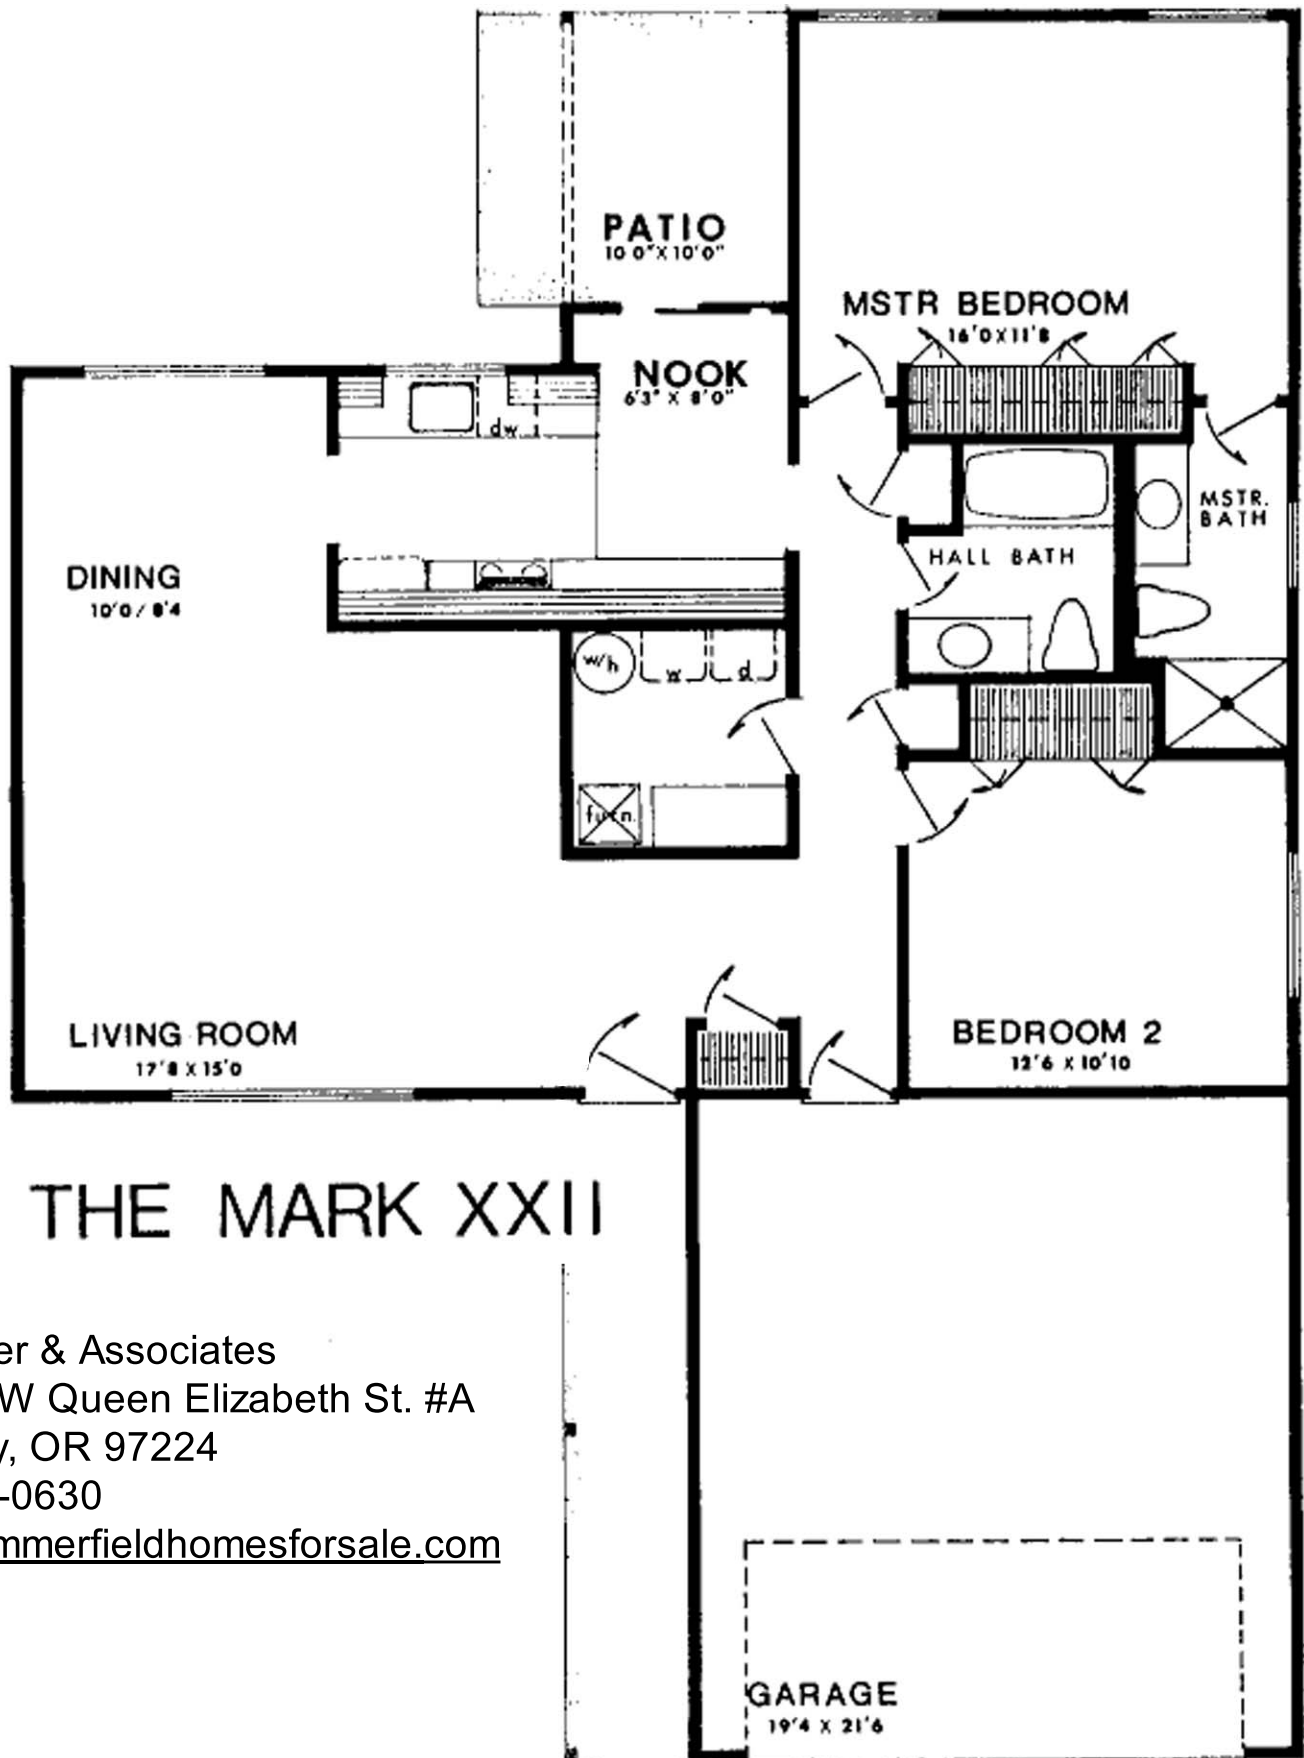 PATIO
10'0"X10'0"
MSTR BEDROOM
16'0X11'8
NOOK
6'3" X 8'0"
dw
MSTR.
BATH
HALL BATH
DINING
10'0/8'4
w/h
w
d
furn.
LIVING ROOM
17'8 X 15'0
BEDROOM 2
12'6 X 10'10
THE MARK XXII
er & Associates
W Queen Elizabeth St. #A
y, OR 97224
-0630
mmerfieldhomesforsale.com
GARAGE
19'4 X 21'6